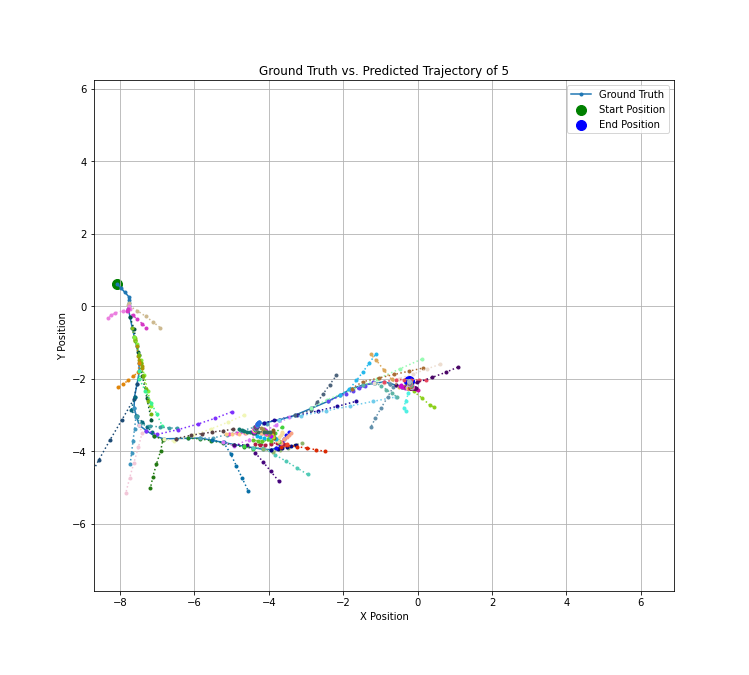 Ground Truth vs. Predicted Trajectory of 5
Ground Truth
Start Position
End Position
6
4
2
0
−2
−4
−6
Y Position
−8
−6
−4
−2
0
2
4
6
X Position